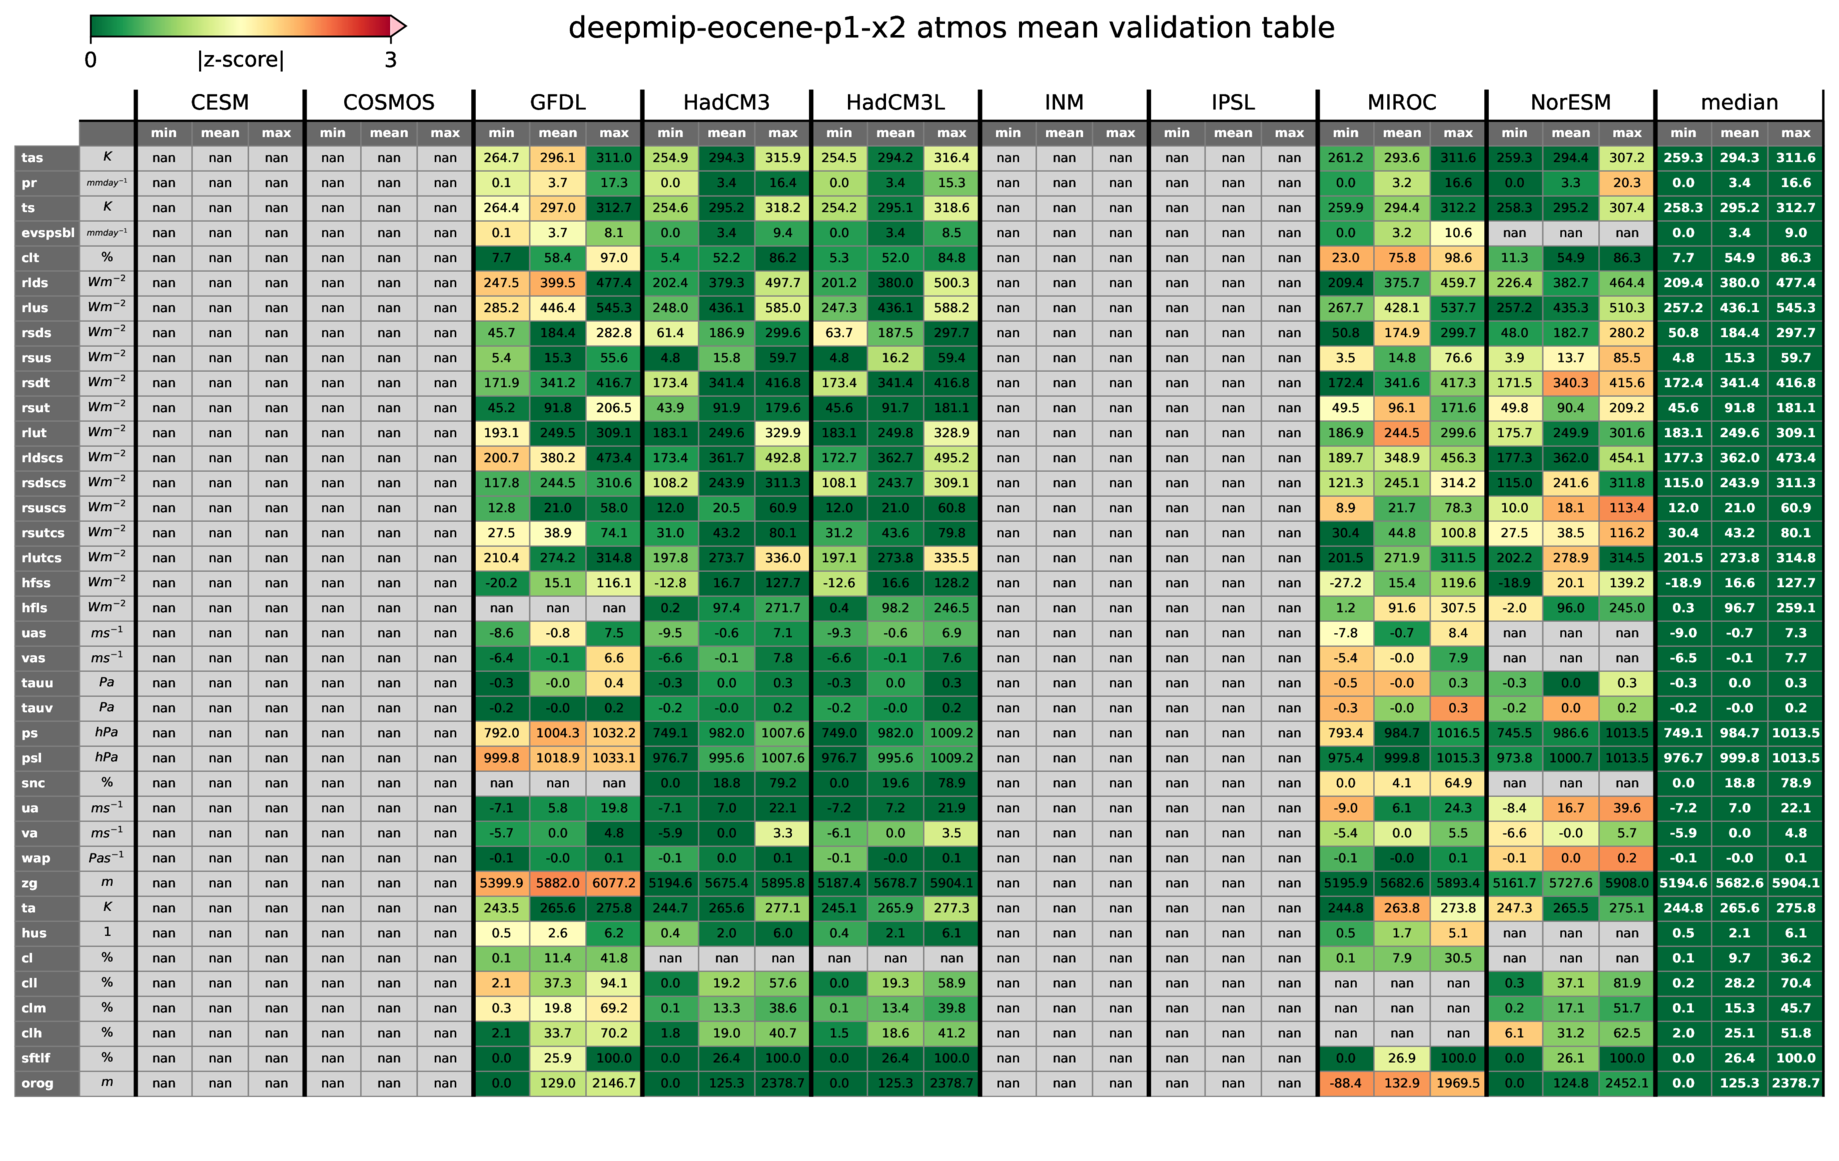 deepmip-eocene-p1-x2 atmos mean validation table
0 |z-score| 3
CESM COSMOS GFDL HadCM3 HadCM3L INM IPSL MIROC NorESM median
min mean max min mean max min mean max min mean max min mean max min mean max min mean max min mean max min mean max min mean max
tas K nan nan nan nan nan nan 264.7 296.1 311.0 254.9 294.3 315.9 254.5 294.2 316.4 nan nan nan nan nan nan 261.2 293.6 311.6 259.3 294.4 307.2 259.3 294.3 311.6
pr mmday−1 nan nan nan nan nan nan 0.1 3.7 17.3 0.0 3.4 16.4 0.0 3.4 15.3 nan nan nan nan nan nan 0.0 3.2 16.6 0.0 3.3 20.3 0.0 3.4 16.6
ts K nan nan nan nan nan nan 264.4 297.0 312.7 254.6 295.2 318.2 254.2 295.1 318.6 nan nan nan nan nan nan 259.9 294.4 312.2 258.3 295.2 307.4 258.3 295.2 312.7
evspsbl mmday−1 nan nan nan nan nan nan 0.1 3.7 8.1 0.0 3.4 9.4 0.0 3.4 8.5 nan nan nan nan nan nan 0.0 3.2 10.6 nan nan nan 0.0 3.4 9.0
clt % nan nan nan nan nan nan 7.7 58.4 97.0 5.4 52.2 86.2 5.3 52.0 84.8 nan nan nan nan nan nan 23.0 75.8 98.6 11.3 54.9 86.3 7.7 54.9 86.3
rlds Wm−2 nan nan nan nan nan nan 247.5 399.5 477.4 202.4 379.3 497.7 201.2 380.0 500.3 nan nan nan nan nan nan 209.4 375.7 459.7 226.4 382.7 464.4 209.4 380.0 477.4
rlus Wm−2 nan nan nan nan nan nan 285.2 446.4 545.3 248.0 436.1 585.0 247.3 436.1 588.2 nan nan nan nan nan nan 267.7 428.1 537.7 257.2 435.3 510.3 257.2 436.1 545.3
rsds Wm−2 nan nan nan nan nan nan 45.7 184.4 282.8 61.4 186.9 299.6 63.7 187.5 297.7 nan nan nan nan nan nan 50.8 174.9 299.7 48.0 182.7 280.2 50.8 184.4 297.7
rsus Wm−2 nan nan nan nan nan nan 5.4 15.3 55.6 4.8 15.8 59.7 4.8 16.2 59.4 nan nan nan nan nan nan 3.5 14.8 76.6 3.9 13.7 85.5 4.8 15.3 59.7
rsdt Wm−2 nan nan nan nan nan nan 171.9 341.2 416.7 173.4 341.4 416.8 173.4 341.4 416.8 nan nan nan nan nan nan 172.4 341.6 417.3 171.5 340.3 415.6 172.4 341.4 416.8
rsut Wm−2 nan nan nan nan nan nan 45.2 91.8 206.5 43.9 91.9 179.6 45.6 91.7 181.1 nan nan nan nan nan nan 49.5 96.1 171.6 49.8 90.4 209.2 45.6 91.8 181.1
rlut Wm−2 nan nan nan nan nan nan 193.1 249.5 309.1 183.1 249.6 329.9 183.1 249.8 328.9 nan nan nan nan nan nan 186.9 244.5 299.6 175.7 249.9 301.6 183.1 249.6 309.1
rldscs Wm−2 nan nan nan nan nan nan 200.7 380.2 473.4 173.4 361.7 492.8 172.7 362.7 495.2 nan nan nan nan nan nan 189.7 348.9 456.3 177.3 362.0 454.1 177.3 362.0 473.4
rsdscs Wm−2 nan nan nan nan nan nan 117.8 244.5 310.6 108.2 243.9 311.3 108.1 243.7 309.1 nan nan nan nan nan nan 121.3 245.1 314.2 115.0 241.6 311.8 115.0 243.9 311.3
rsuscs Wm−2 nan nan nan nan nan nan 12.8 21.0 58.0 12.0 20.5 60.9 12.0 21.0 60.8 nan nan nan nan nan nan 8.9 21.7 78.3 10.0 18.1 113.4 12.0 21.0 60.9
rsutcs Wm−2 nan nan nan nan nan nan 27.5 38.9 74.1 31.0 43.2 80.1 31.2 43.6 79.8 nan nan nan nan nan nan 30.4 44.8 100.8 27.5 38.5 116.2 30.4 43.2 80.1
rlutcs Wm−2 nan nan nan nan nan nan 210.4 274.2 314.8 197.8 273.7 336.0 197.1 273.8 335.5 nan nan nan nan nan nan 201.5 271.9 311.5 202.2 278.9 314.5 201.5 273.8 314.8
hfss Wm−2 nan nan nan nan nan nan -20.2 15.1 116.1 -12.8 16.7 127.7 -12.6 16.6 128.2 nan nan nan nan nan nan -27.2 15.4 119.6 -18.9 20.1 139.2 -18.9 16.6 127.7
hfls Wm−2 nan nan nan nan nan nan nan nan nan 0.2 97.4 271.7 0.4 98.2 246.5 nan nan nan nan nan nan 1.2 91.6 307.5 -2.0 96.0 245.0 0.3 96.7 259.1
uas ms−1 nan nan nan nan nan nan -8.6 -0.8 7.5 -9.5 -0.6 7.1 -9.3 -0.6 6.9 nan nan nan nan nan nan -7.8 -0.7 8.4 nan nan nan -9.0 -0.7 7.3
vas ms−1 nan nan nan nan nan nan -6.4 -0.1 6.6 -6.6 -0.1 7.8 -6.6 -0.1 7.6 nan nan nan nan nan nan -5.4 -0.0 7.9 nan nan nan -6.5 -0.1 7.7
tauu Pa nan nan nan nan nan nan -0.3 -0.0 0.4 -0.3 0.0 0.3 -0.3 0.0 0.3 nan nan nan nan nan nan -0.5 -0.0 0.3 -0.3 0.0 0.3 -0.3 0.0 0.3
tauv Pa nan nan nan nan nan nan -0.2 -0.0 0.2 -0.2 -0.0 0.2 -0.2 -0.0 0.2 nan nan nan nan nan nan -0.3 -0.0 0.3 -0.2 0.0 0.2 -0.2 -0.0 0.2
ps hPa nan nan nan nan nan nan 792.0 1004.3 1032.2 749.1 982.0 1007.6 749.0 982.0 1009.2 nan nan nan nan nan nan 793.4 984.7 1016.5 745.5 986.6 1013.5 749.1 984.7 1013.5
psl hPa nan nan nan nan nan nan 999.8 1018.9 1033.1 976.7 995.6 1007.6 976.7 995.6 1009.2 nan nan nan nan nan nan 975.4 999.8 1015.3 973.8 1000.7 1013.5 976.7 999.8 1013.5
snc % nan nan nan nan nan nan nan nan nan 0.0 18.8 79.2 0.0 19.6 78.9 nan nan nan nan nan nan 0.0 4.1 64.9 nan nan nan 0.0 18.8 78.9
ua ms−1 nan nan nan nan nan nan -7.1 5.8 19.8 -7.1 7.0 22.1 -7.2 7.2 21.9 nan nan nan nan nan nan -9.0 6.1 24.3 -8.4 16.7 39.6 -7.2 7.0 22.1
va ms−1 nan nan nan nan nan nan -5.7 0.0 4.8 -5.9 0.0 3.3 -6.1 0.0 3.5 nan nan nan nan nan nan -5.4 0.0 5.5 -6.6 -0.0 5.7 -5.9 0.0 4.8
wap Pas−1 nan nan nan nan nan nan -0.1 -0.0 0.1 -0.1 0.0 0.1 -0.1 -0.0 0.1 nan nan nan nan nan nan -0.1 -0.0 0.1 -0.1 0.0 0.2 -0.1 -0.0 0.1
zg m nan nan nan nan nan nan 5399.9 5882.0 6077.2 5194.6 5675.4 5895.8 5187.4 5678.7 5904.1 nan nan nan nan nan nan 5195.9 5682.6 5893.4 5161.7 5727.6 5908.0 5194.6 5682.6 5904.1
ta K nan nan nan nan nan nan 243.5 265.6 275.8 244.7 265.6 277.1 245.1 265.9 277.3 nan nan nan nan nan nan 244.8 263.8 273.8 247.3 265.5 275.1 244.8 265.6 275.8
hus 1 nan nan nan nan nan nan 0.5 2.6 6.2 0.4 2.0 6.0 0.4 2.1 6.1 nan nan nan nan nan nan 0.5 1.7 5.1 nan nan nan 0.5 2.1 6.1
cl % nan nan nan nan nan nan 0.1 11.4 41.8 nan nan nan nan nan nan nan nan nan nan nan nan 0.1 7.9 30.5 nan nan nan 0.1 9.7 36.2
cll % nan nan nan nan nan nan 2.1 37.3 94.1 0.0 19.2 57.6 0.0 19.3 58.9 nan nan nan nan nan nan nan nan nan 0.3 37.1 81.9 0.2 28.2 70.4
clm % nan nan nan nan nan nan 0.3 19.8 69.2 0.1 13.3 38.6 0.1 13.4 39.8 nan nan nan nan nan nan nan nan nan 0.2 17.1 51.7 0.1 15.3 45.7
clh % nan nan nan nan nan nan 2.1 33.7 70.2 1.8 19.0 40.7 1.5 18.6 41.2 nan nan nan nan nan nan nan nan nan 6.1 31.2 62.5 2.0 25.1 51.8
sftlf % nan nan nan nan nan nan 0.0 25.9 100.0 0.0 26.4 100.0 0.0 26.4 100.0 nan nan nan nan nan nan 0.0 26.9 100.0 0.0 26.1 100.0 0.0 26.4 100.0
orog m nan nan nan nan nan nan 0.0 129.0 2146.7 0.0 125.3 2378.7 0.0 125.3 2378.7 nan nan nan nan nan nan -88.4 132.9 1969.5 0.0 124.8 2452.1 0.0 125.3 2378.7